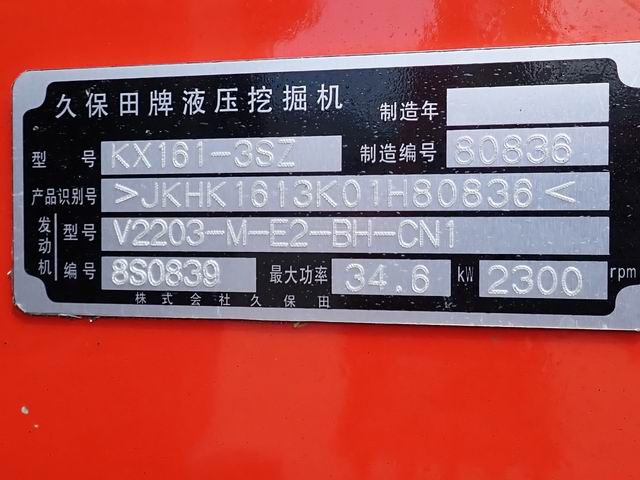 久保田牌液压挖掘机 制造年
型号 KX161-3SZ 制造编号 80836
产品识别号 >JKHK1613K01H80836<
发动机 型号 V2203-M-E2-BH-CN1
编号 8S0839 最大功率 34.6 kW 2300 rpm
株式会社久保田